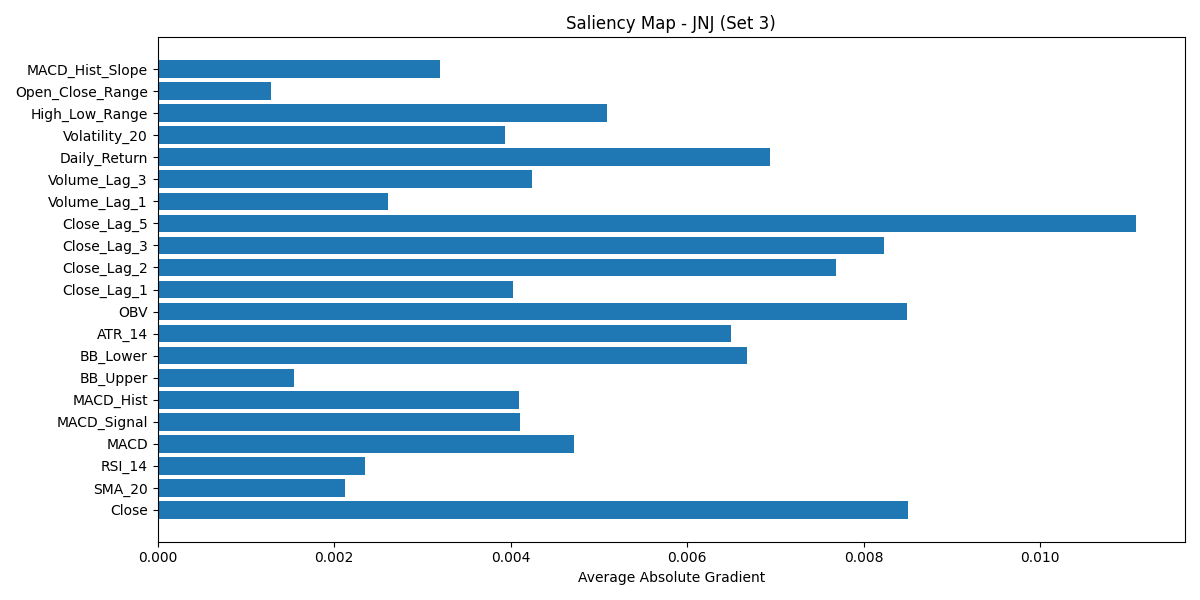 Saliency Map - JNJ (Set 3)
MACD_Hist_Slope
Open_Close_Range
High_Low_Range
Volatility_20
Daily_Return
Volume_Lag_3
Volume_Lag_1
Close_Lag_5
Close_Lag_3
Close_Lag_2
Close_Lag_1
OBV
ATR_14
BB_Lower
BB_Upper
MACD_Hist
MACD_Signal
MACD
RSI_14
SMA_20
Close
0.000 0.002 0.004 0.006 0.008 0.010
Average Absolute Gradient